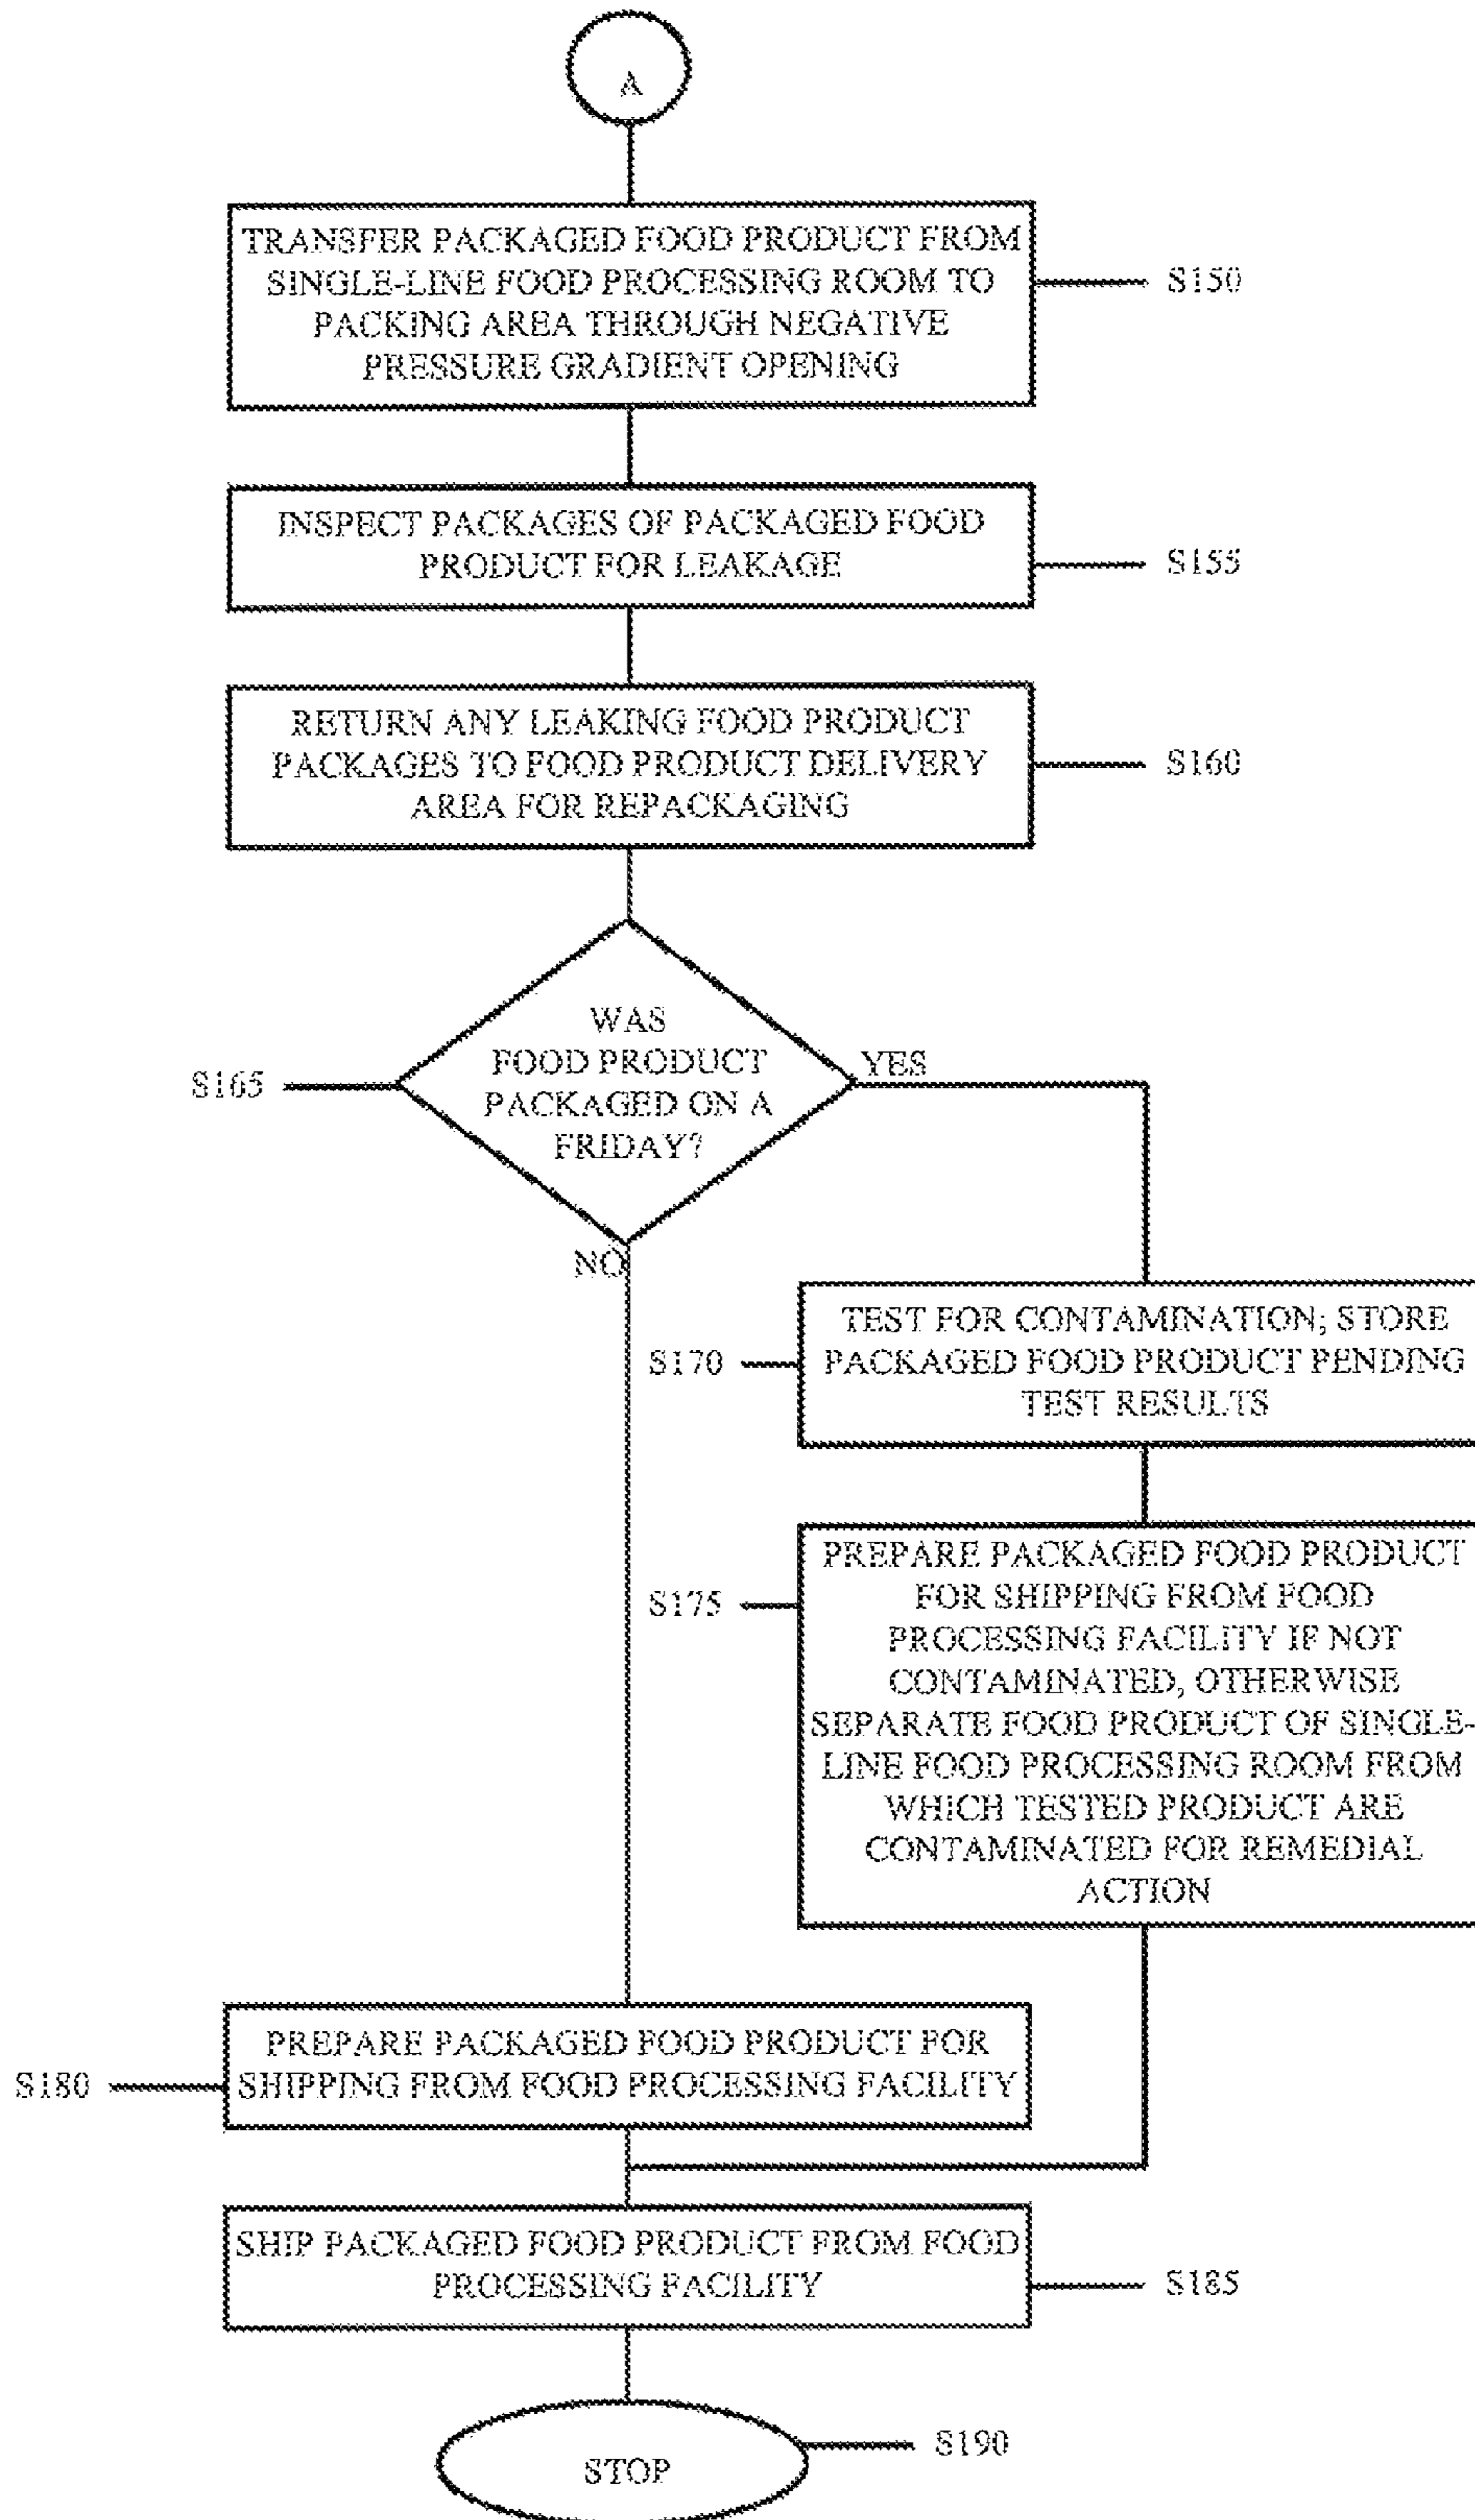 A
TRANSFER PACKAGED FOOD PRODUCT FROM
SINGLE-LINE FOOD PROCESSING ROOM TO
PACKING AREA THROUGH NEGATIVE
PRESSURE GRADIENT OPENING
S150
INSPECT PACKAGES OF PACKAGED FOOD
PRODUCT FOR LEAKAGE
S155
RETURN ANY LEAKING FOOD PRODUCT
PACKAGES TO FOOD PRODUCT DELIVERY
AREA FOR REPACKAGING
S160
WAS
FOOD PRODUCT
PACKAGED ON A
FRIDAY?
S165
YES
NO
TEST FOR CONTAMINATION; STORE
PACKAGED FOOD PRODUCT PENDING
TEST RESULTS
S170
PREPARE PACKAGED FOOD PRODUCT
FOR SHIPPING FROM FOOD
PROCESSING FACILITY IF NOT
CONTAMINATED, OTHERWISE
SEPARATE FOOD PRODUCT OF SINGLE-
LINE FOOD PROCESSING ROOM FROM
WHICH TESTED PRODUCT ARE
CONTAMINATED FOR REMEDIAL
ACTION
S175
PREPARE PACKAGED FOOD PRODUCT FOR
SHIPPING FROM FOOD PROCESSING FACILITY
S180
SHIP PACKAGED FOOD PRODUCT FROM FOOD
PROCESSING FACILITY
S185
STOP
S190